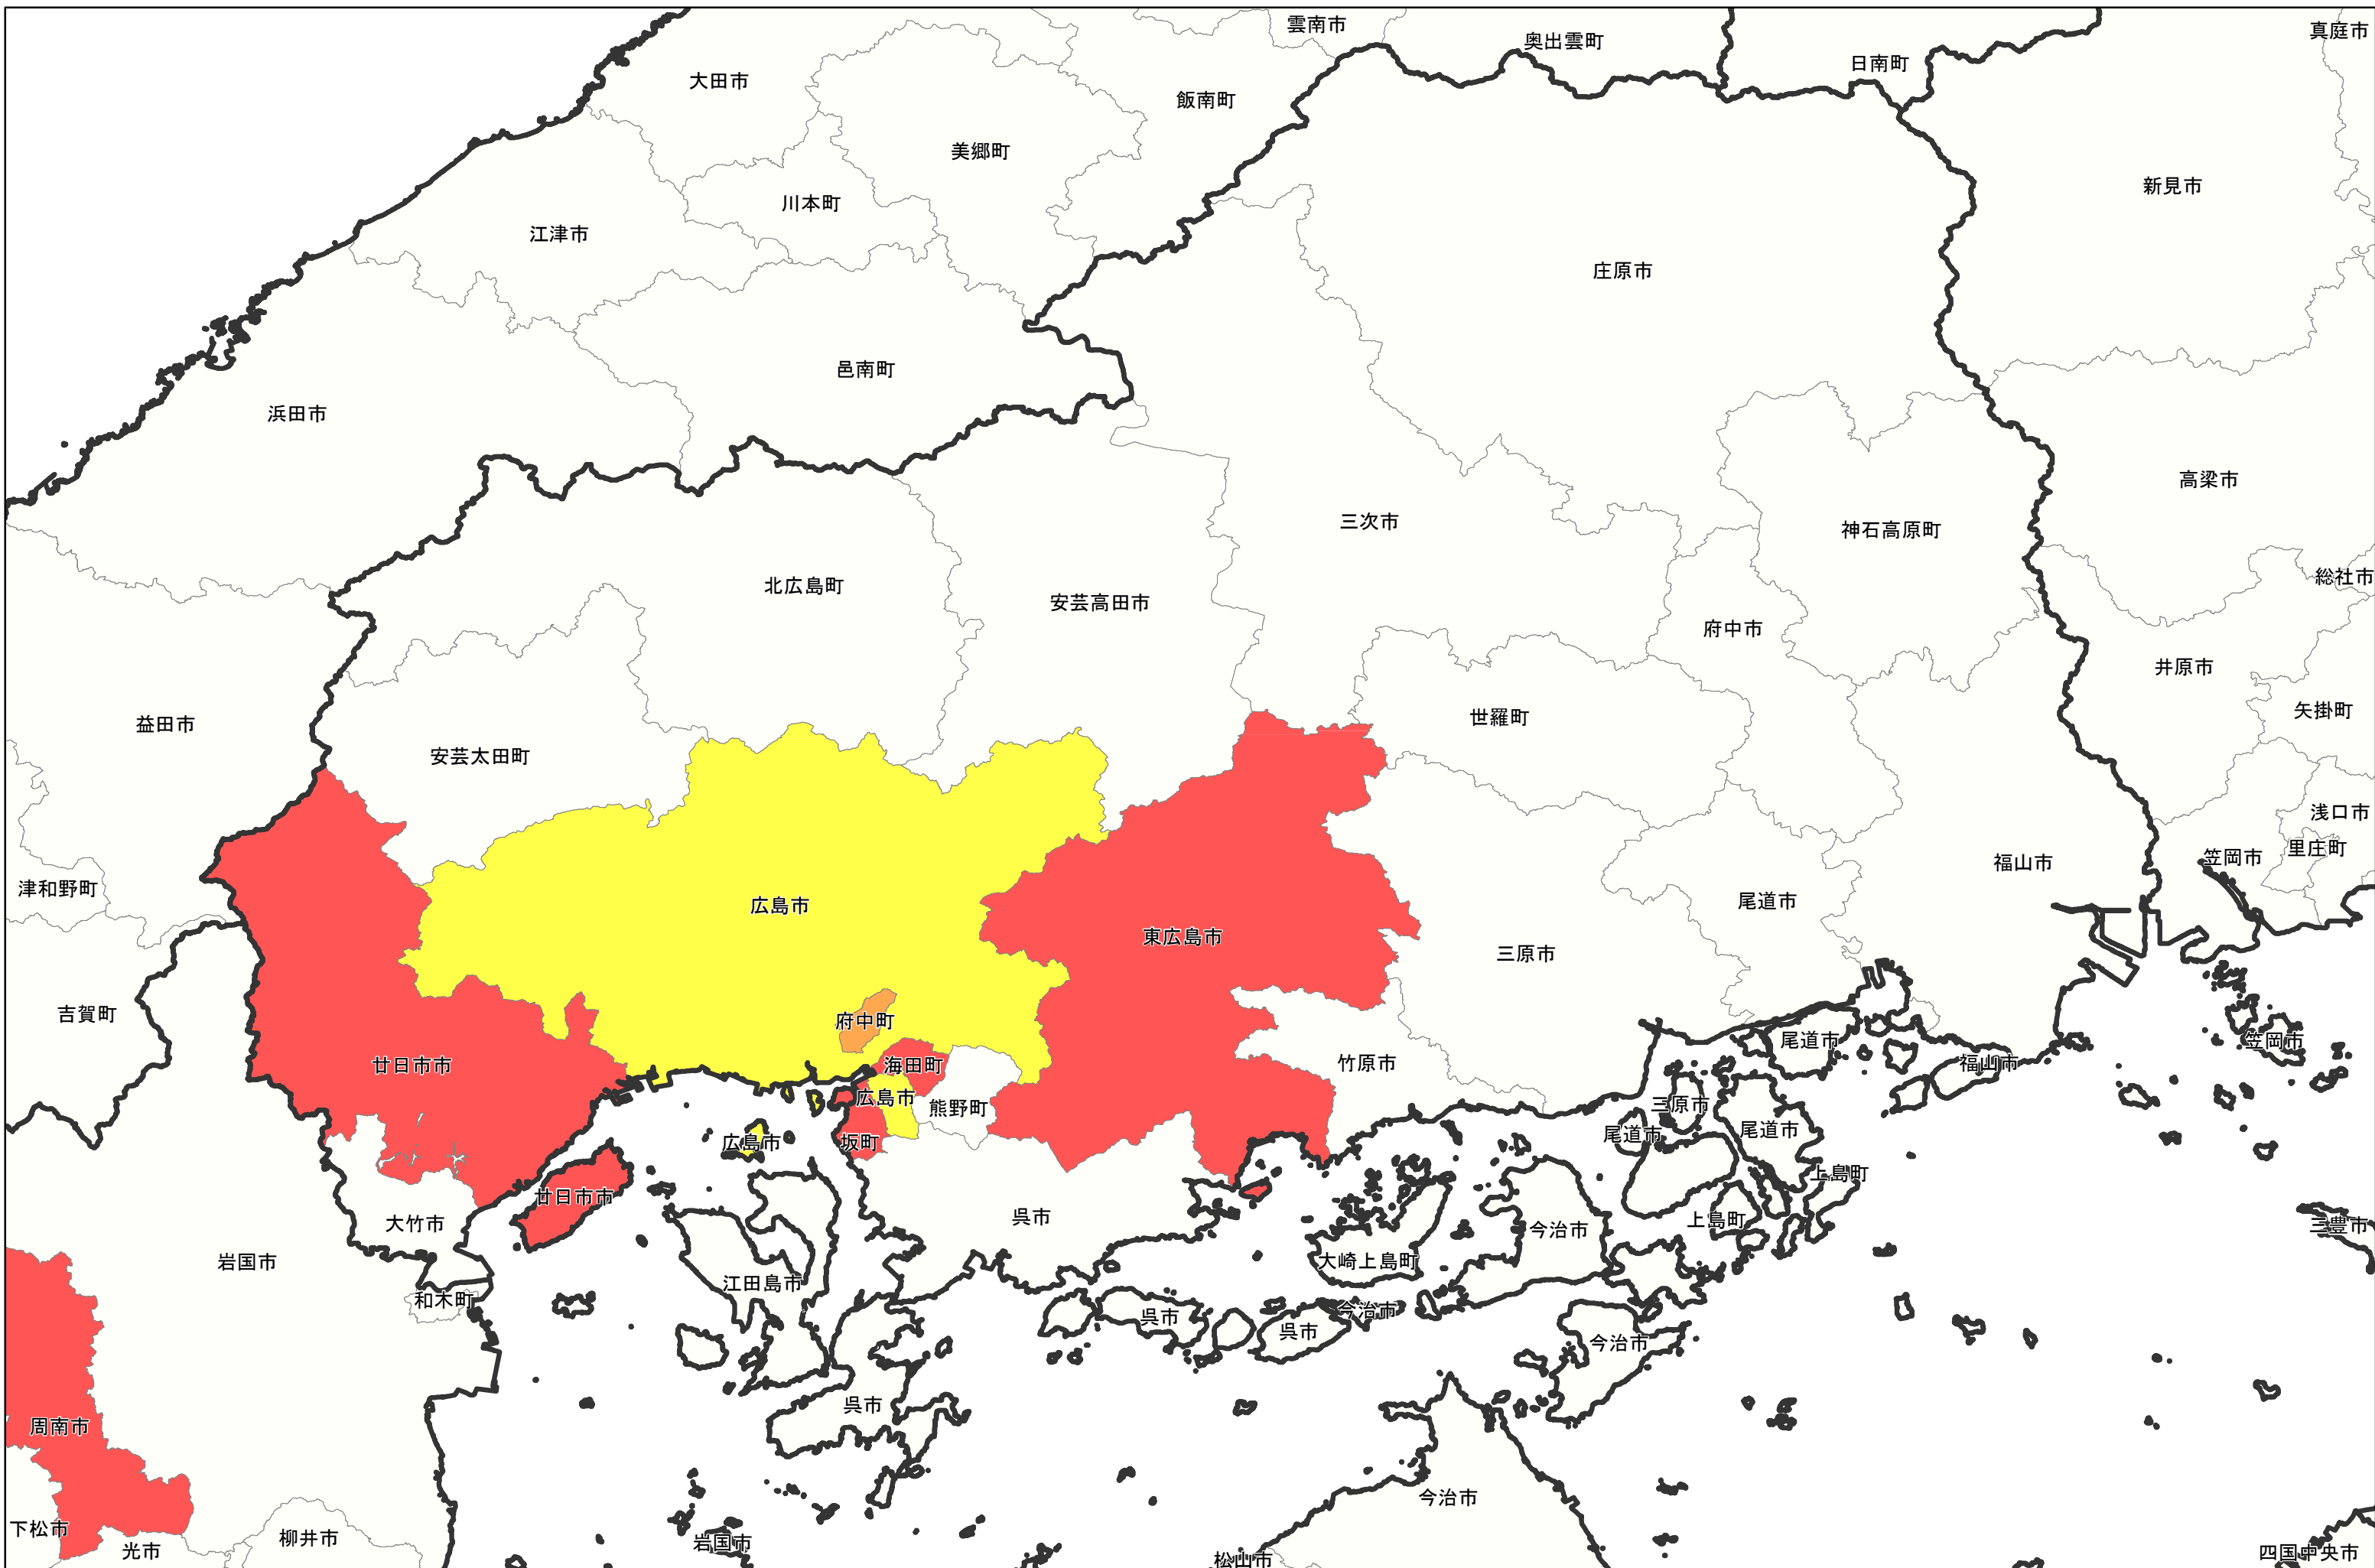 雲南市
真庭市
奥出雲町
日南町
大田市
飯南町
美郷町
新見市
川本町
江津市
庄原市
邑南町
浜田市
高梁市
三次市
神石高原町
総社市
北広島町
安芸高田市
府中市
井原市
矢掛町
世羅町
益田市
安芸太田町
浅口市
里庄町
笠岡市
福山市
津和野町
尾道市
広島市
東広島市
三原市
吉賀町
府中町
尾道市
笠岡市
福山市
竹原市
廿日市市
海田町
広島市
熊野町
三原市
尾道市
尾道市
広島市
坂町
上島町
廿日市市
大竹市
呉市
上島町
今治市
三豊市
岩国市
大崎上島町
江田島市
和木町
今治市
呉市
呉市
今治市
呉市
周南市
今治市
下松市
柳井市
岩国市
光市
松山市
四国中央市